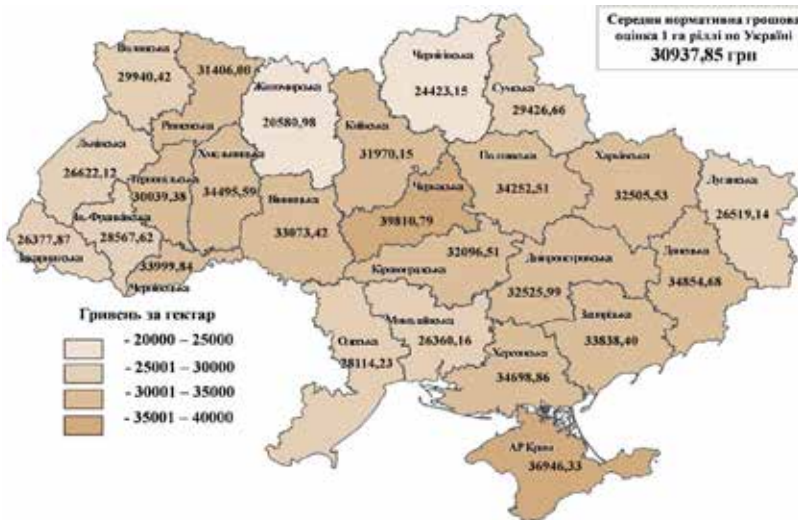 Середня нормативна грошова
оцінка 1 га ріллі по Україні
30937,85 грн
Волинська
29940,42
31406,00
Рівненська
Житомирська
20580,98
Чернігівська
24423,15
Сумська
29426,66
Київська
31970,15
Львівська
26622,12
Тернопільська
30039,38
Хмельницька
34495,59
Вінницька
33073,42
Черкаська
39810,79
Полтавська
34252,51
Харківська
32505,53
Луганська
26519,14
Ів.-Франківська
28567,62
26377,87
Закарпатська
33999,84
Чернівецька
32096,51
Кіровоградська
Дніпропетровська
32525,99
Донецька
34854,68
Запорізька
33838,40
Миколаївська
26360,16
Одеська
28114,23
Херсонська
34698,86
АР Крим
36946,33
Гривень за гектар
- 20000 – 25000
- 25001 – 30000
- 30001 – 35000
- 35001 – 40000